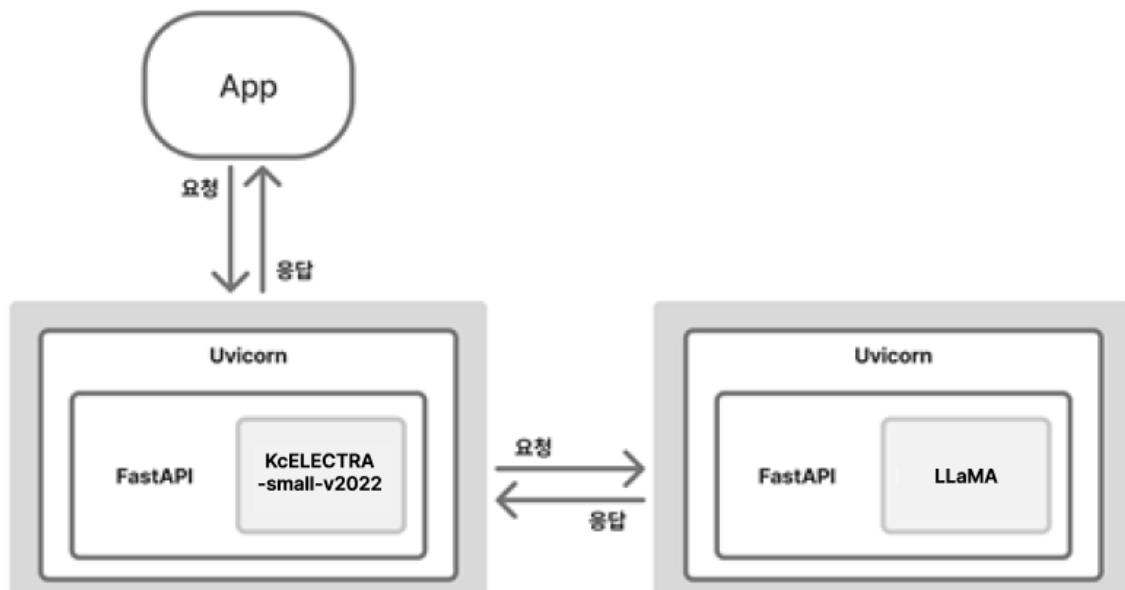 App
요청
응답
Uvicorn
FastAPI
KcELECTRA
-small-v2022
요청
응답
Uvicorn
FastAPI
LLaMA